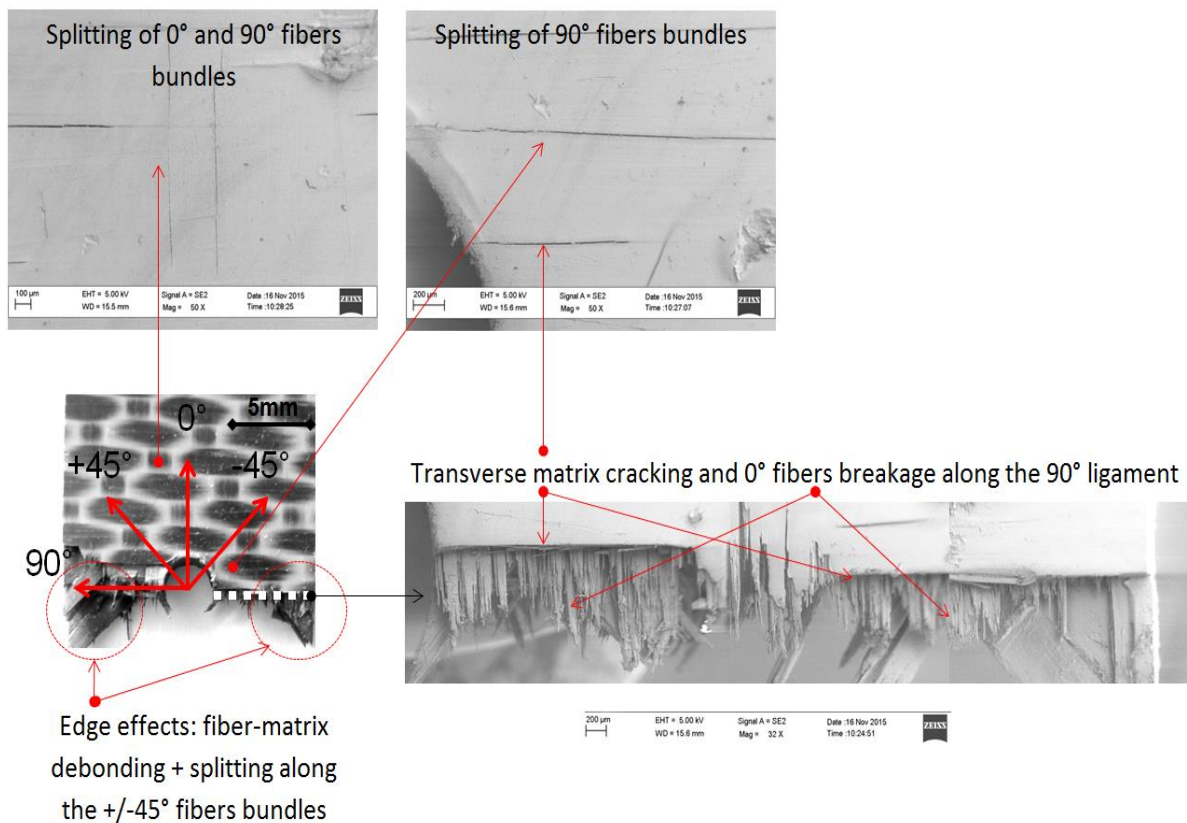 Splitting of 0° and 90° fibers
bundles
Splitting of 90° fibers bundles
100 µm
EHT = 5.00 kV
WD = 15.5 mm
Signal A = SE2
Mag = 50 X
Date :16 Nov 2015
Time :10:28:25
ZEISS
200 µm
EHT = 5.00 kV
WD = 15.6 mm
Signal A = SE2
Mag = 50 X
Date :16 Nov 2015
Time :10:27:07
ZEISS
0°
5mm
+45°
-45°
90°
Transverse matrix cracking and 0° fibers breakage along the 90° ligament
200 µm
EHT = 5.00 kV
WD = 15.6 mm
Signal A = SE2
Mag = 32 X
Date :16 Nov 2015
Time :10:24:51
ZEISS
Edge effects: fiber-matrix
debonding + splitting along
the +/-45° fibers bundles